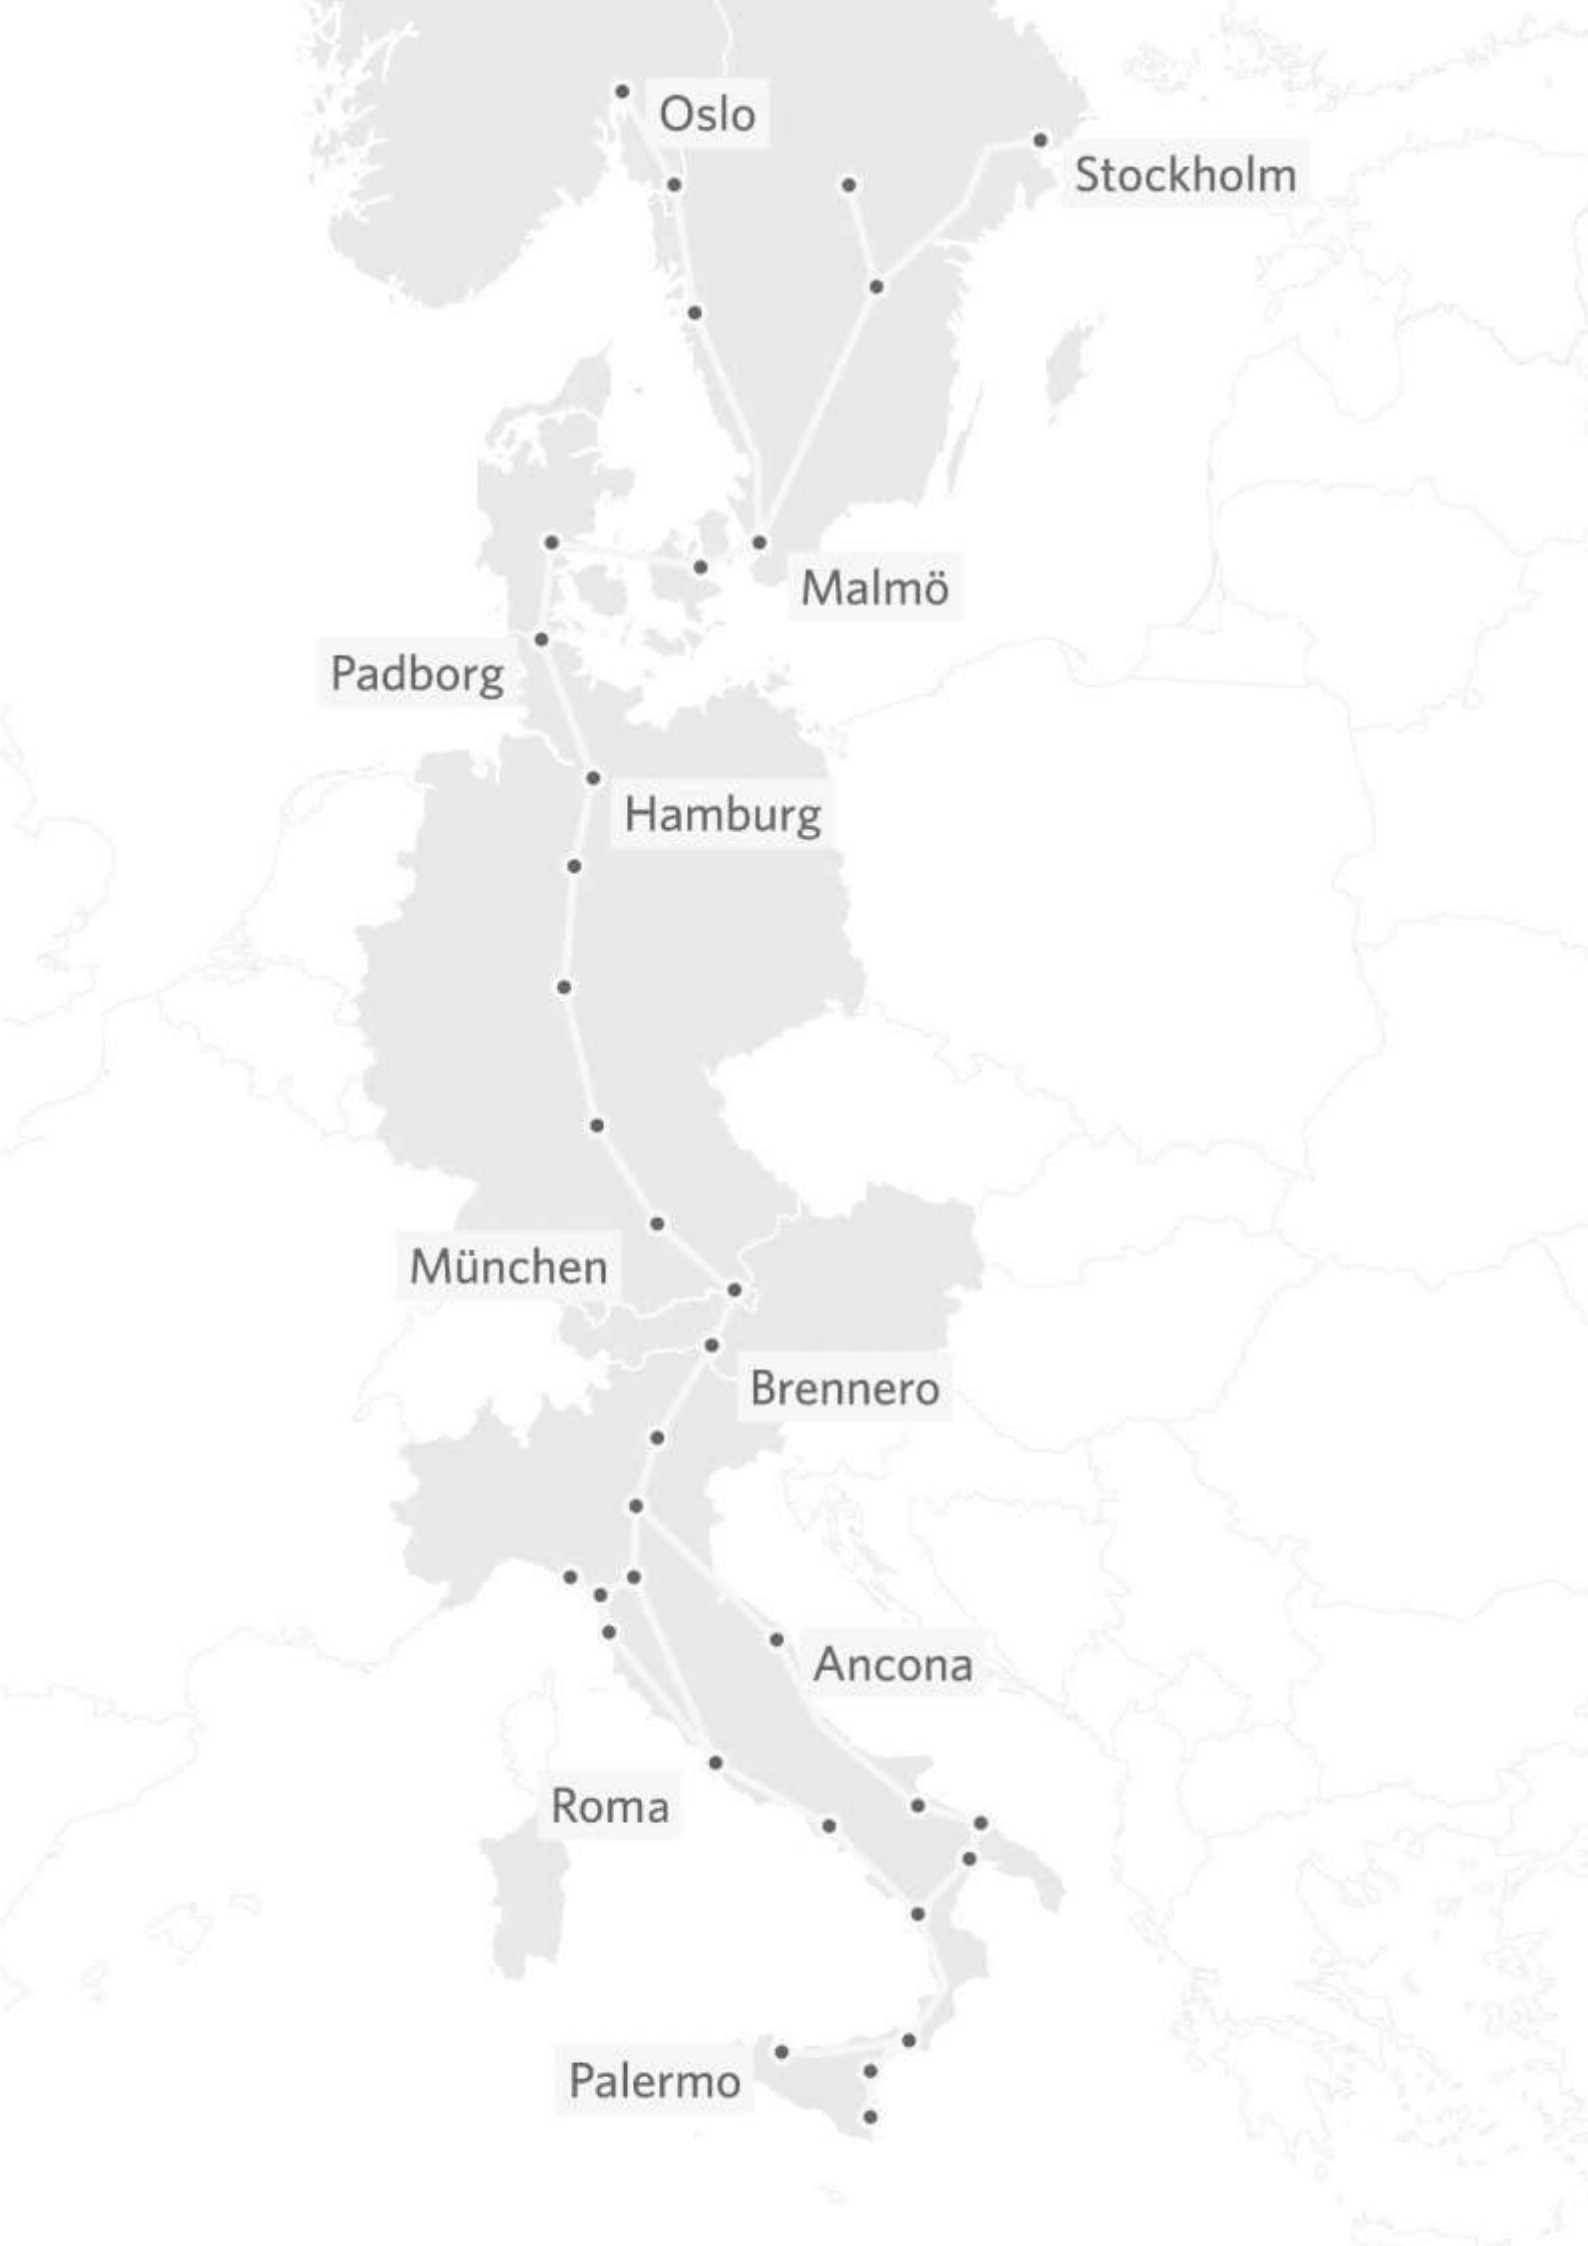 Oslo
Stockholm
Malmö
Padborg
Hamburg
München
Brennero
Ancona
Roma
Palermo